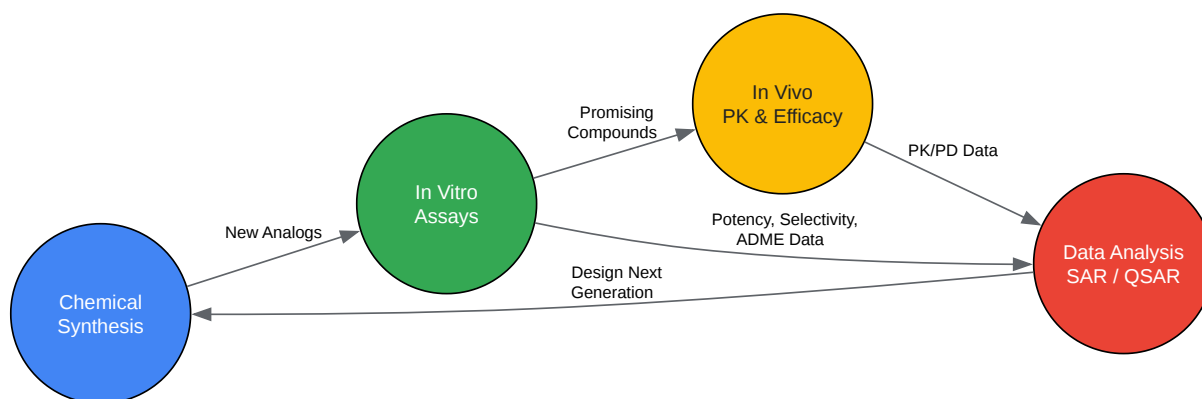 In Vivo
PK & Efficacy
Promising
Compounds
PK/PD Data
In Vitro
Assays
Potency, Selectivity,
ADME Data
New Analogs
Data Analysis
SAR / QSAR
Design Next
Generation
Chemical
Synthesis